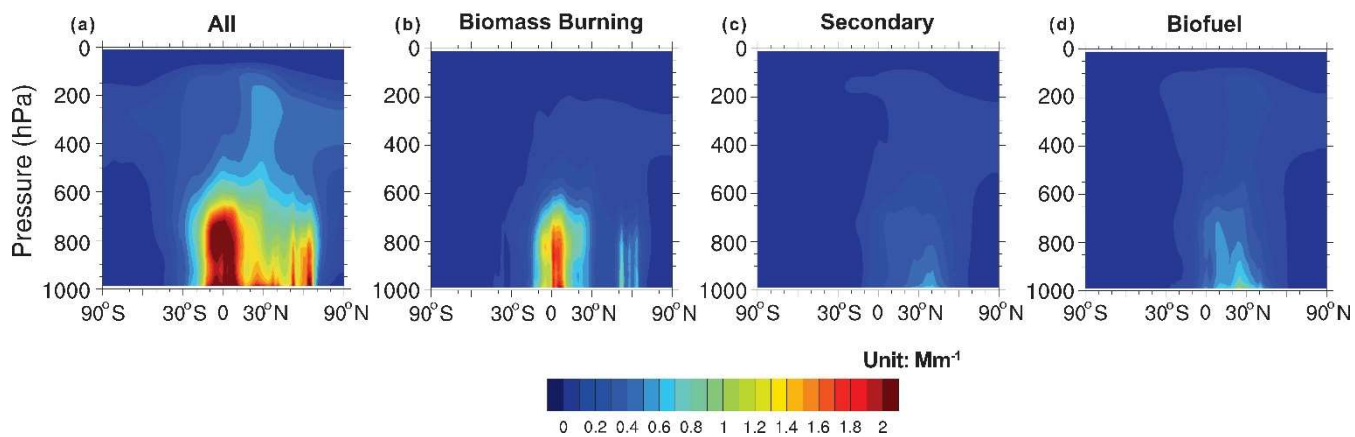 (a) All
(b) Biomass Burning
(c) Secondary
(d) Biofuel
Pressure (hPa)
0 200 400 600 800 1000
0 200 400 600 800 1000
0 200 400 600 800 1000
0 200 400 600 800 1000
90°S 30°S 0 30°N 90°N
90°S 30°S 0 30°N 90°N
90°S 30°S 0 30°N 90°N
90°S 30°S 0 30°N 90°N
Unit: Mm⁻¹
0 0.2 0.4 0.6 0.8 1 1.2 1.4 1.6 1.8 2